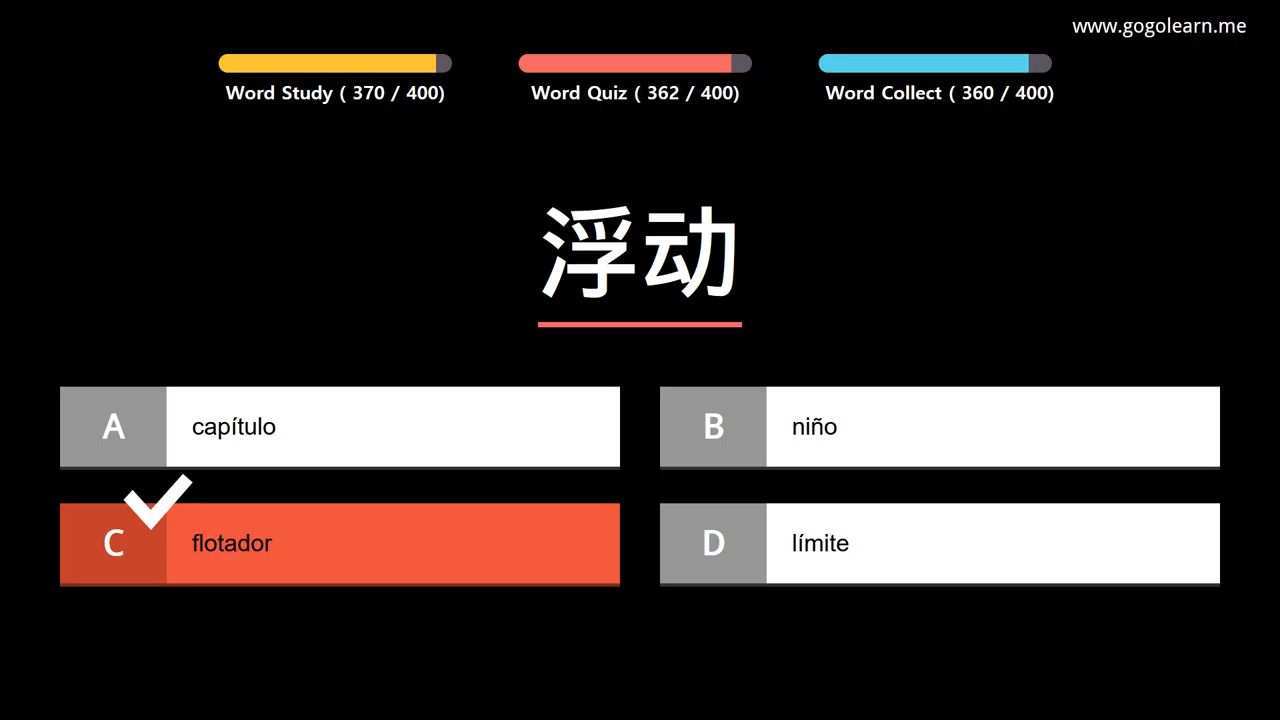 www.gogolearn.me
Word Study ( 370 / 400)
Word Quiz ( 362 / 400)
Word Collect ( 360 / 400)
浮动
A capítulo
B niño
C flotador
D límite